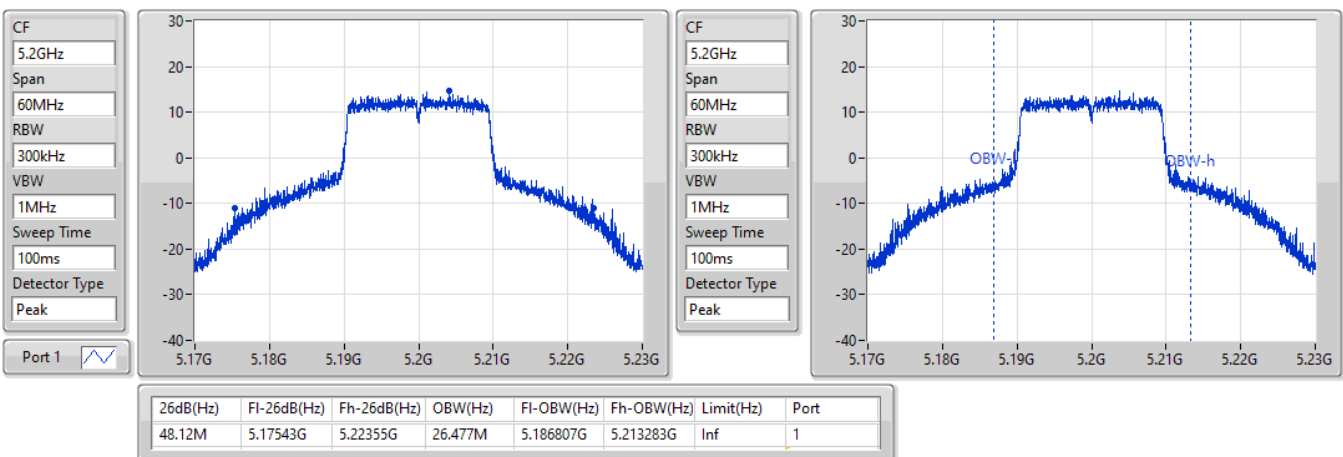 CF
5.2GHz
Span
60MHz
RBW
300kHz
VBW
1MHz
Sweep Time
100ms
Detector Type
Peak
Port 1
30
20
10
0
-10
-20
-30
-40
5.17G 5.18G 5.19G 5.2G 5.21G 5.22G 5.23G
CF
5.2GHz
Span
60MHz
RBW
300kHz
VBW
1MHz
Sweep Time
100ms
Detector Type
Peak
30
20
10
0
-10
-20
-30
-40
OBW-
OBW-h
5.17G 5.18G 5.19G 5.2G 5.21G 5.22G 5.23G
26dB(Hz) Fl-26dB(Hz) Fh-26dB(Hz) OBW(Hz) Fl-OBW(Hz) Fh-OBW(Hz) Limit(Hz) Port
48.12M 5.17543G 5.22355G 26.477M 5.186807G 5.213283G Inf 1